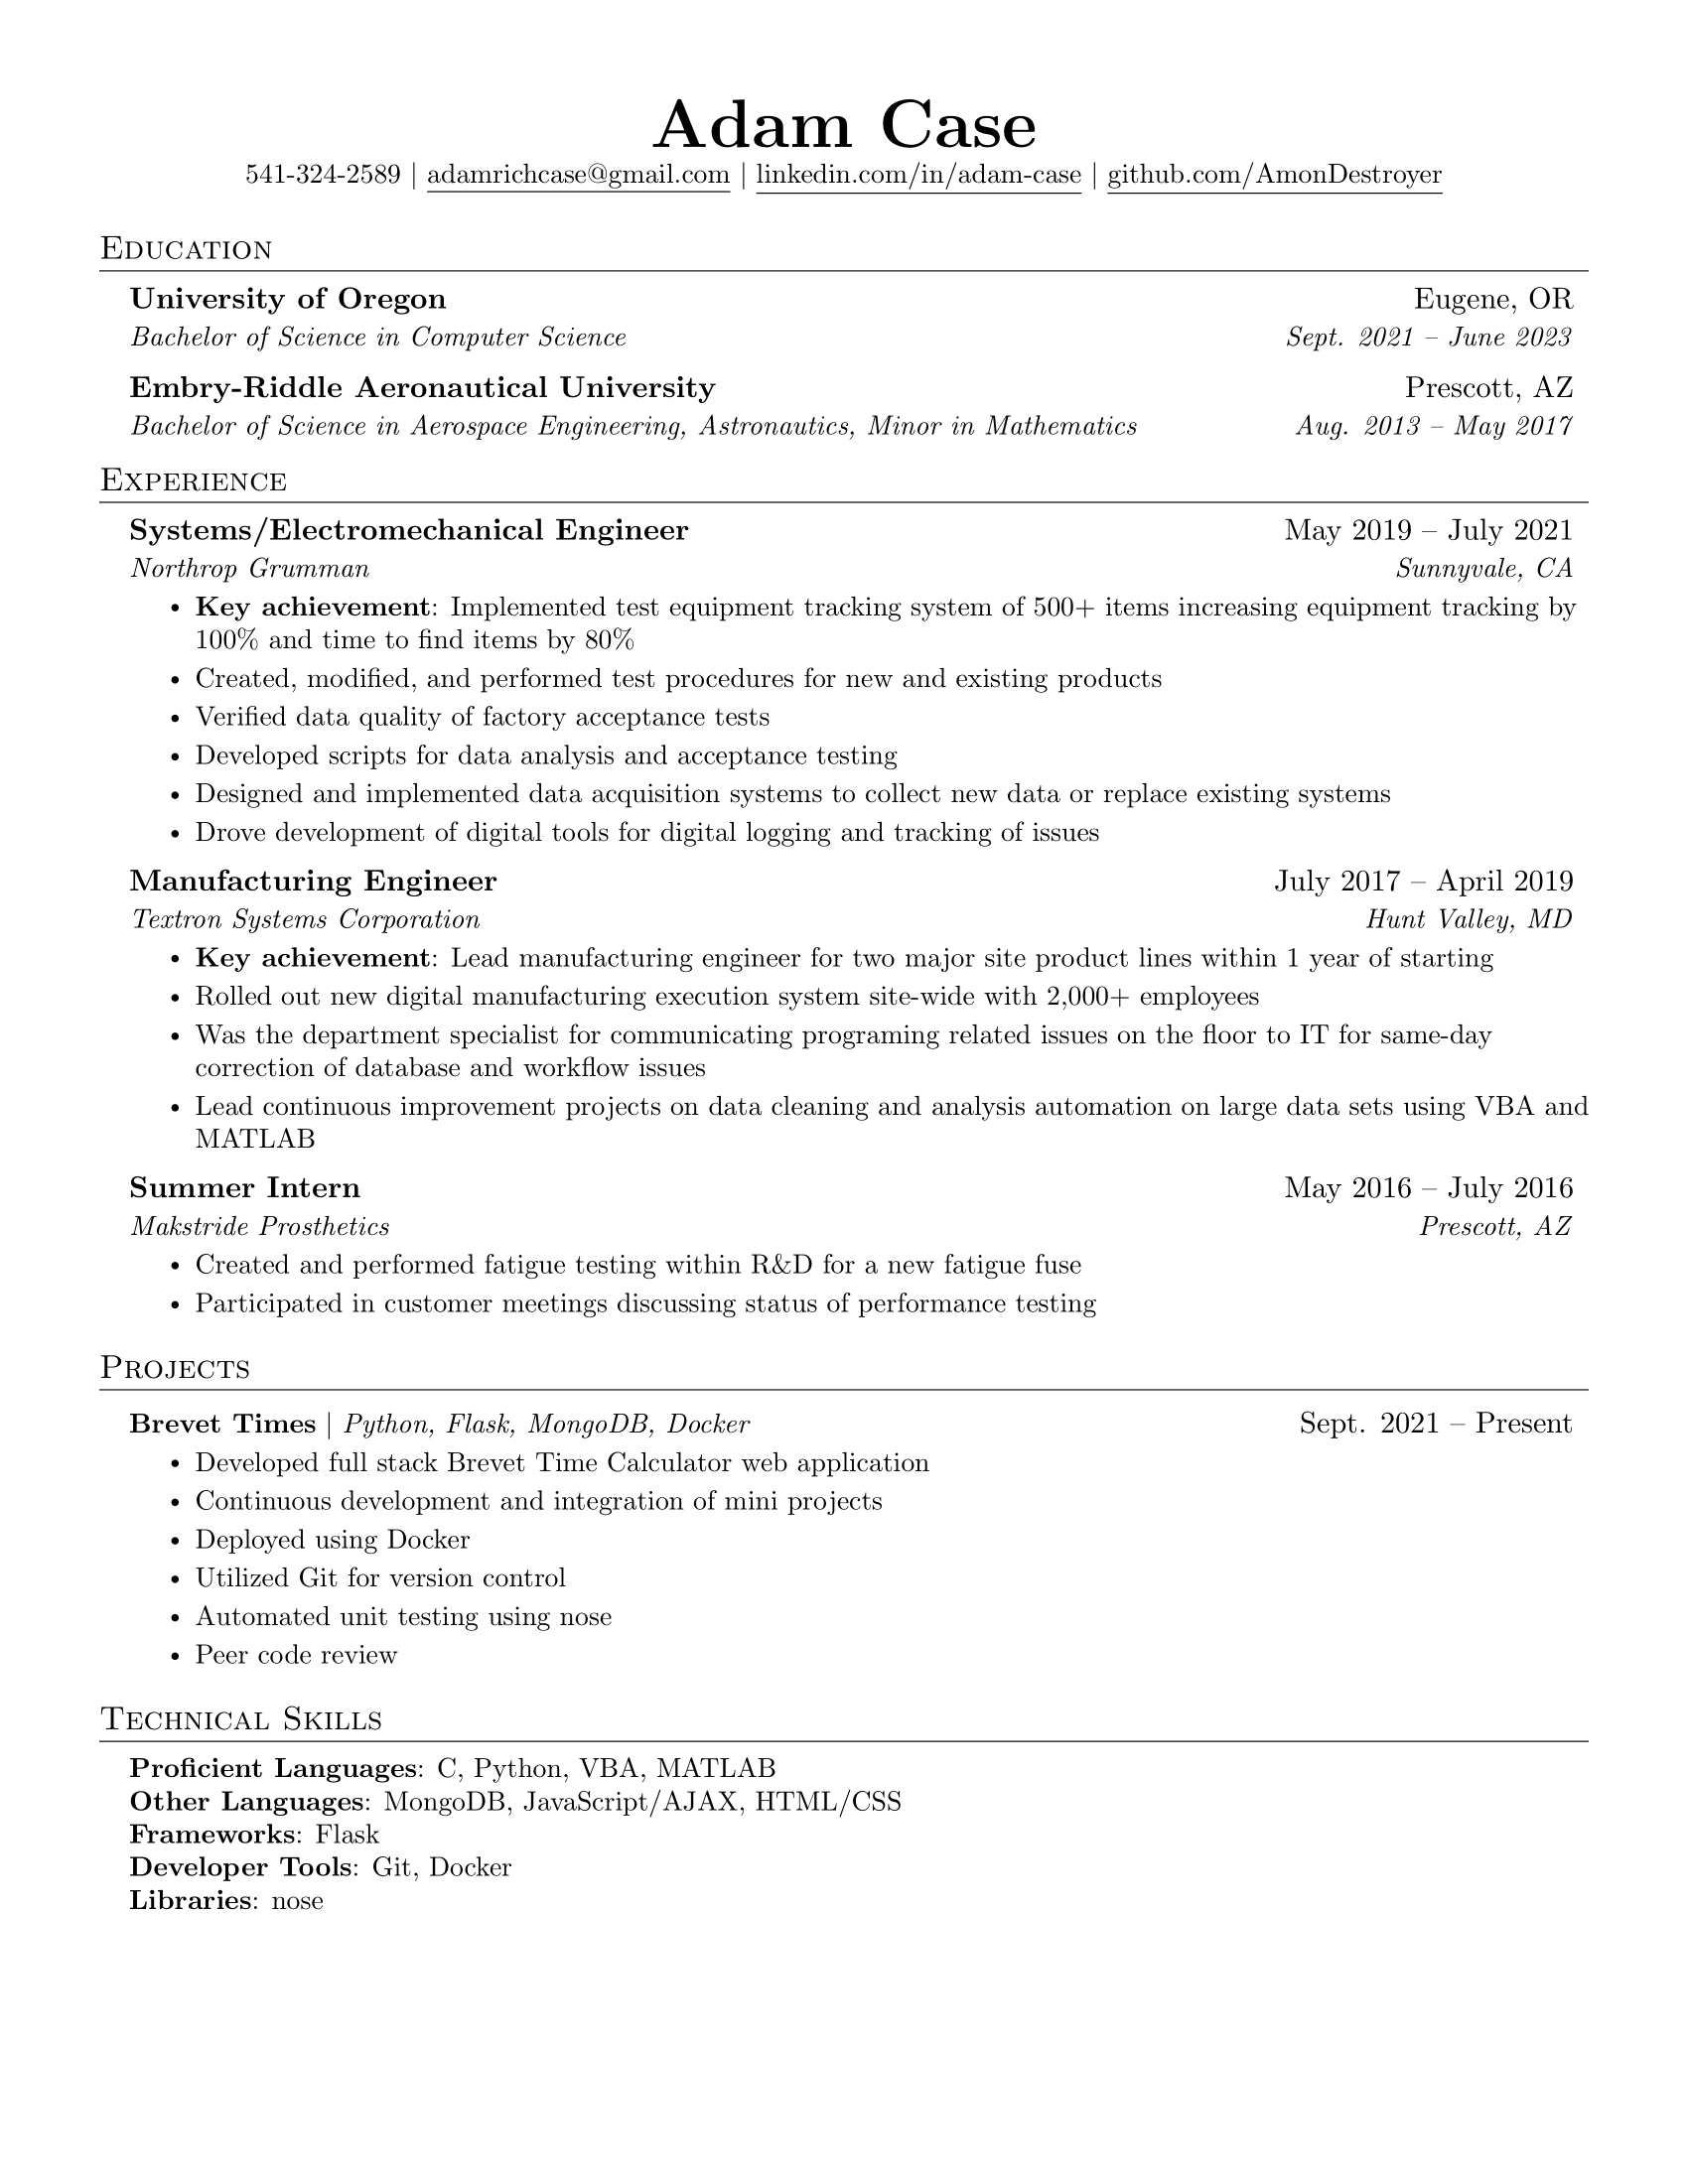 Adam Case
541-324-2589 | adamrichcase@gmail.com | linkedin.com/in/adam-case | github.com/AmonDestroyer
Education
University of Oregon Eugene, OR
Bachelor of Science in Computer Science Sept. 2021 – June 2023
Embry-Riddle Aeronautical University Prescott, AZ
Bachelor of Science in Aerospace Engineering, Astronautics, Minor in Mathematics Aug. 2013 – May 2017
Experience
Systems/Electromechanical Engineer May 2019 – July 2021
Northrop Grumman Sunnyvale, CA
• Key achievement: Implemented test equipment tracking system of 500+ items increasing equipment tracking by
100% and time to find items by 80%
• Created, modified, and performed test procedures for new and existing products
• Verified data quality of factory acceptance tests
• Developed scripts for data analysis and acceptance testing
• Designed and implemented data acquisition systems to collect new data or replace existing systems
• Drove development of digital tools for digital logging and tracking of issues
Manufacturing Engineer July 2017 – April 2019
Textron Systems Corporation Hunt Valley, MD
• Key achievement: Lead manufacturing engineer for two major site product lines within 1 year of starting
• Rolled out new digital manufacturing execution system site-wide with 2,000+ employees
• Was the department specialist for communicating programing related issues on the floor to IT for same-day
correction of database and workflow issues
• Lead continuous improvement projects on data cleaning and analysis automation on large data sets using VBA and
MATLAB
Summer Intern May 2016 – July 2016
Makstride Prosthetics Prescott, AZ
• Created and performed fatigue testing within R&D for a new fatigue fuse
• Participated in customer meetings discussing status of performance testing
Projects
Brevet Times | Python, Flask, MongoDB, Docker Sept. 2021 – Present
• Developed full stack Brevet Time Calculator web application
• Continuous development and integration of mini projects
• Deployed using Docker
• Utilized Git for version control
• Automated unit testing using nose
• Peer code review
Technical Skills
Proficient Languages: C, Python, VBA, MATLAB
Other Languages: MongoDB, JavaScript/AJAX, HTML/CSS
Frameworks: Flask
Developer Tools: Git, Docker
Libraries: nose